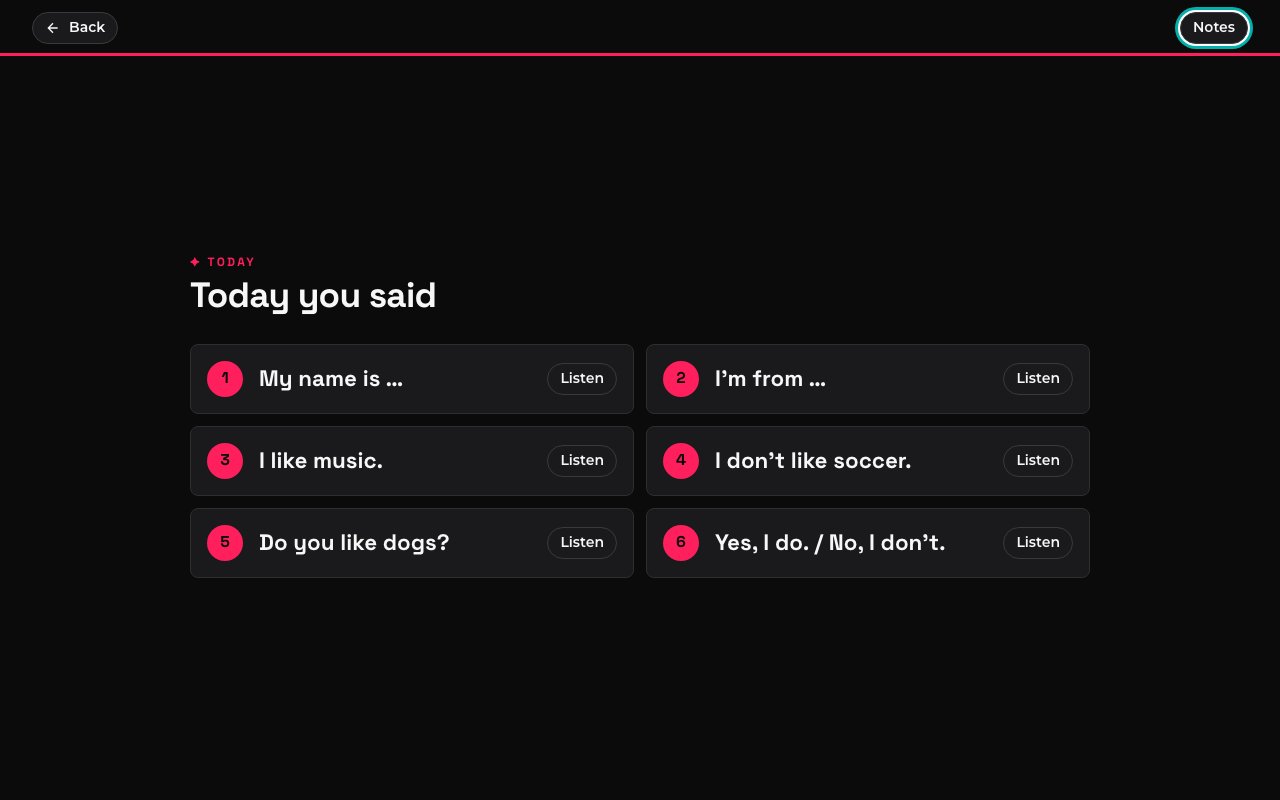 Back
Notes
TODAY
Today you said
1 My name is ... Listen
2 I'm from ... Listen
3 I like music. Listen
4 I don't like soccer. Listen
5 Do you like dogs? Listen
6 Yes, I do. / No, I don't. Listen